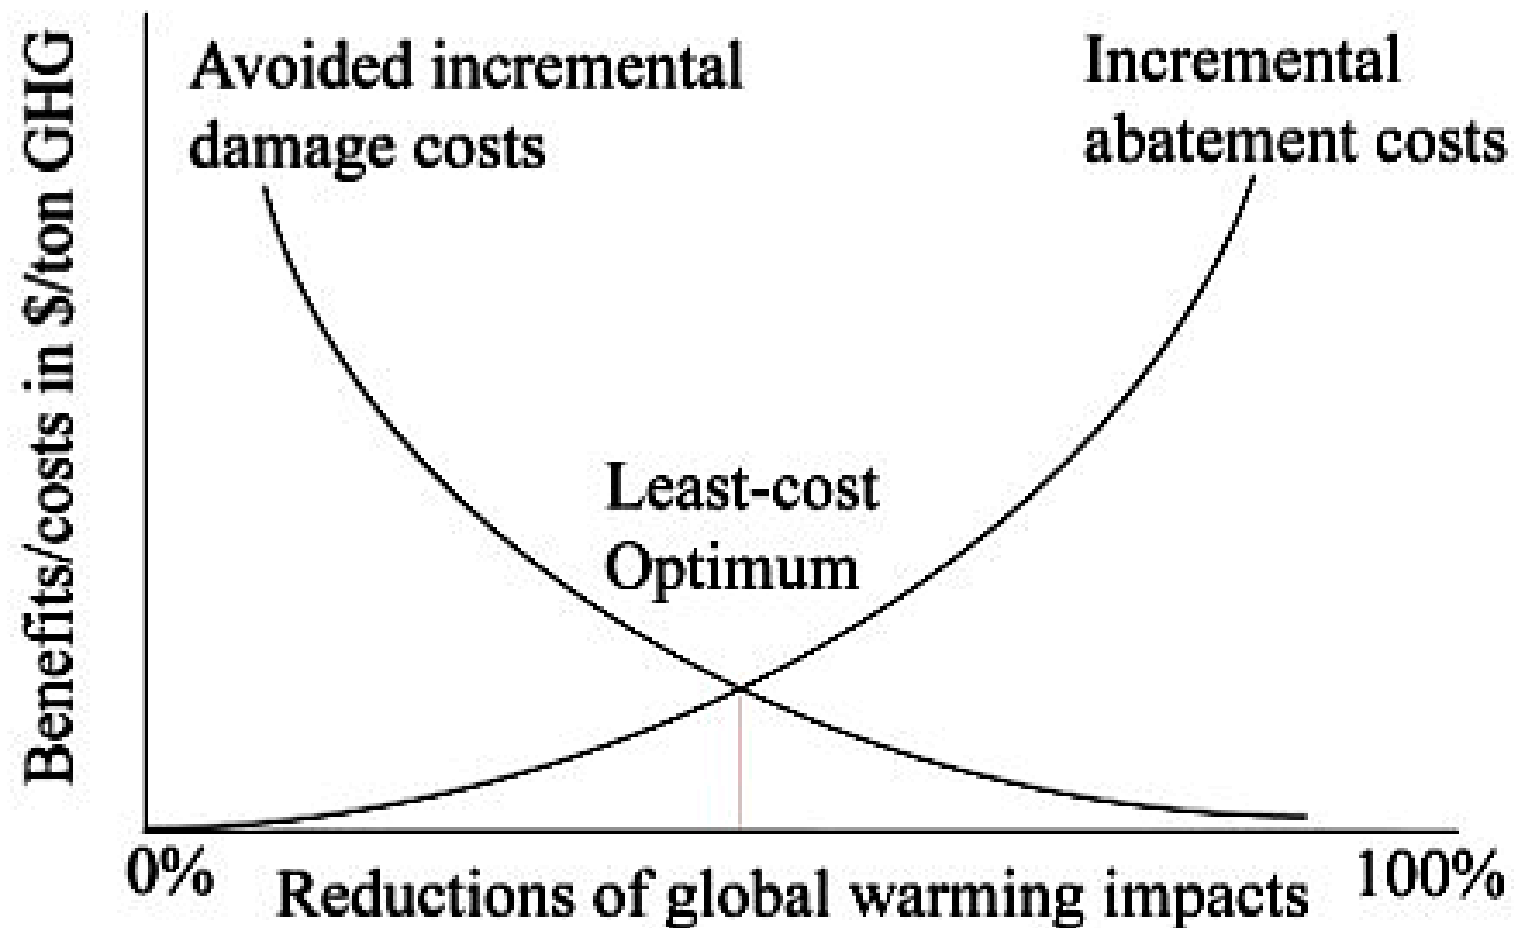 Benefits/costs in $/ton GHG
Avoided incremental
damage costs
Incremental
abatement costs
Least-cost
Optimum
0%
Reductions of global warming impacts
100%